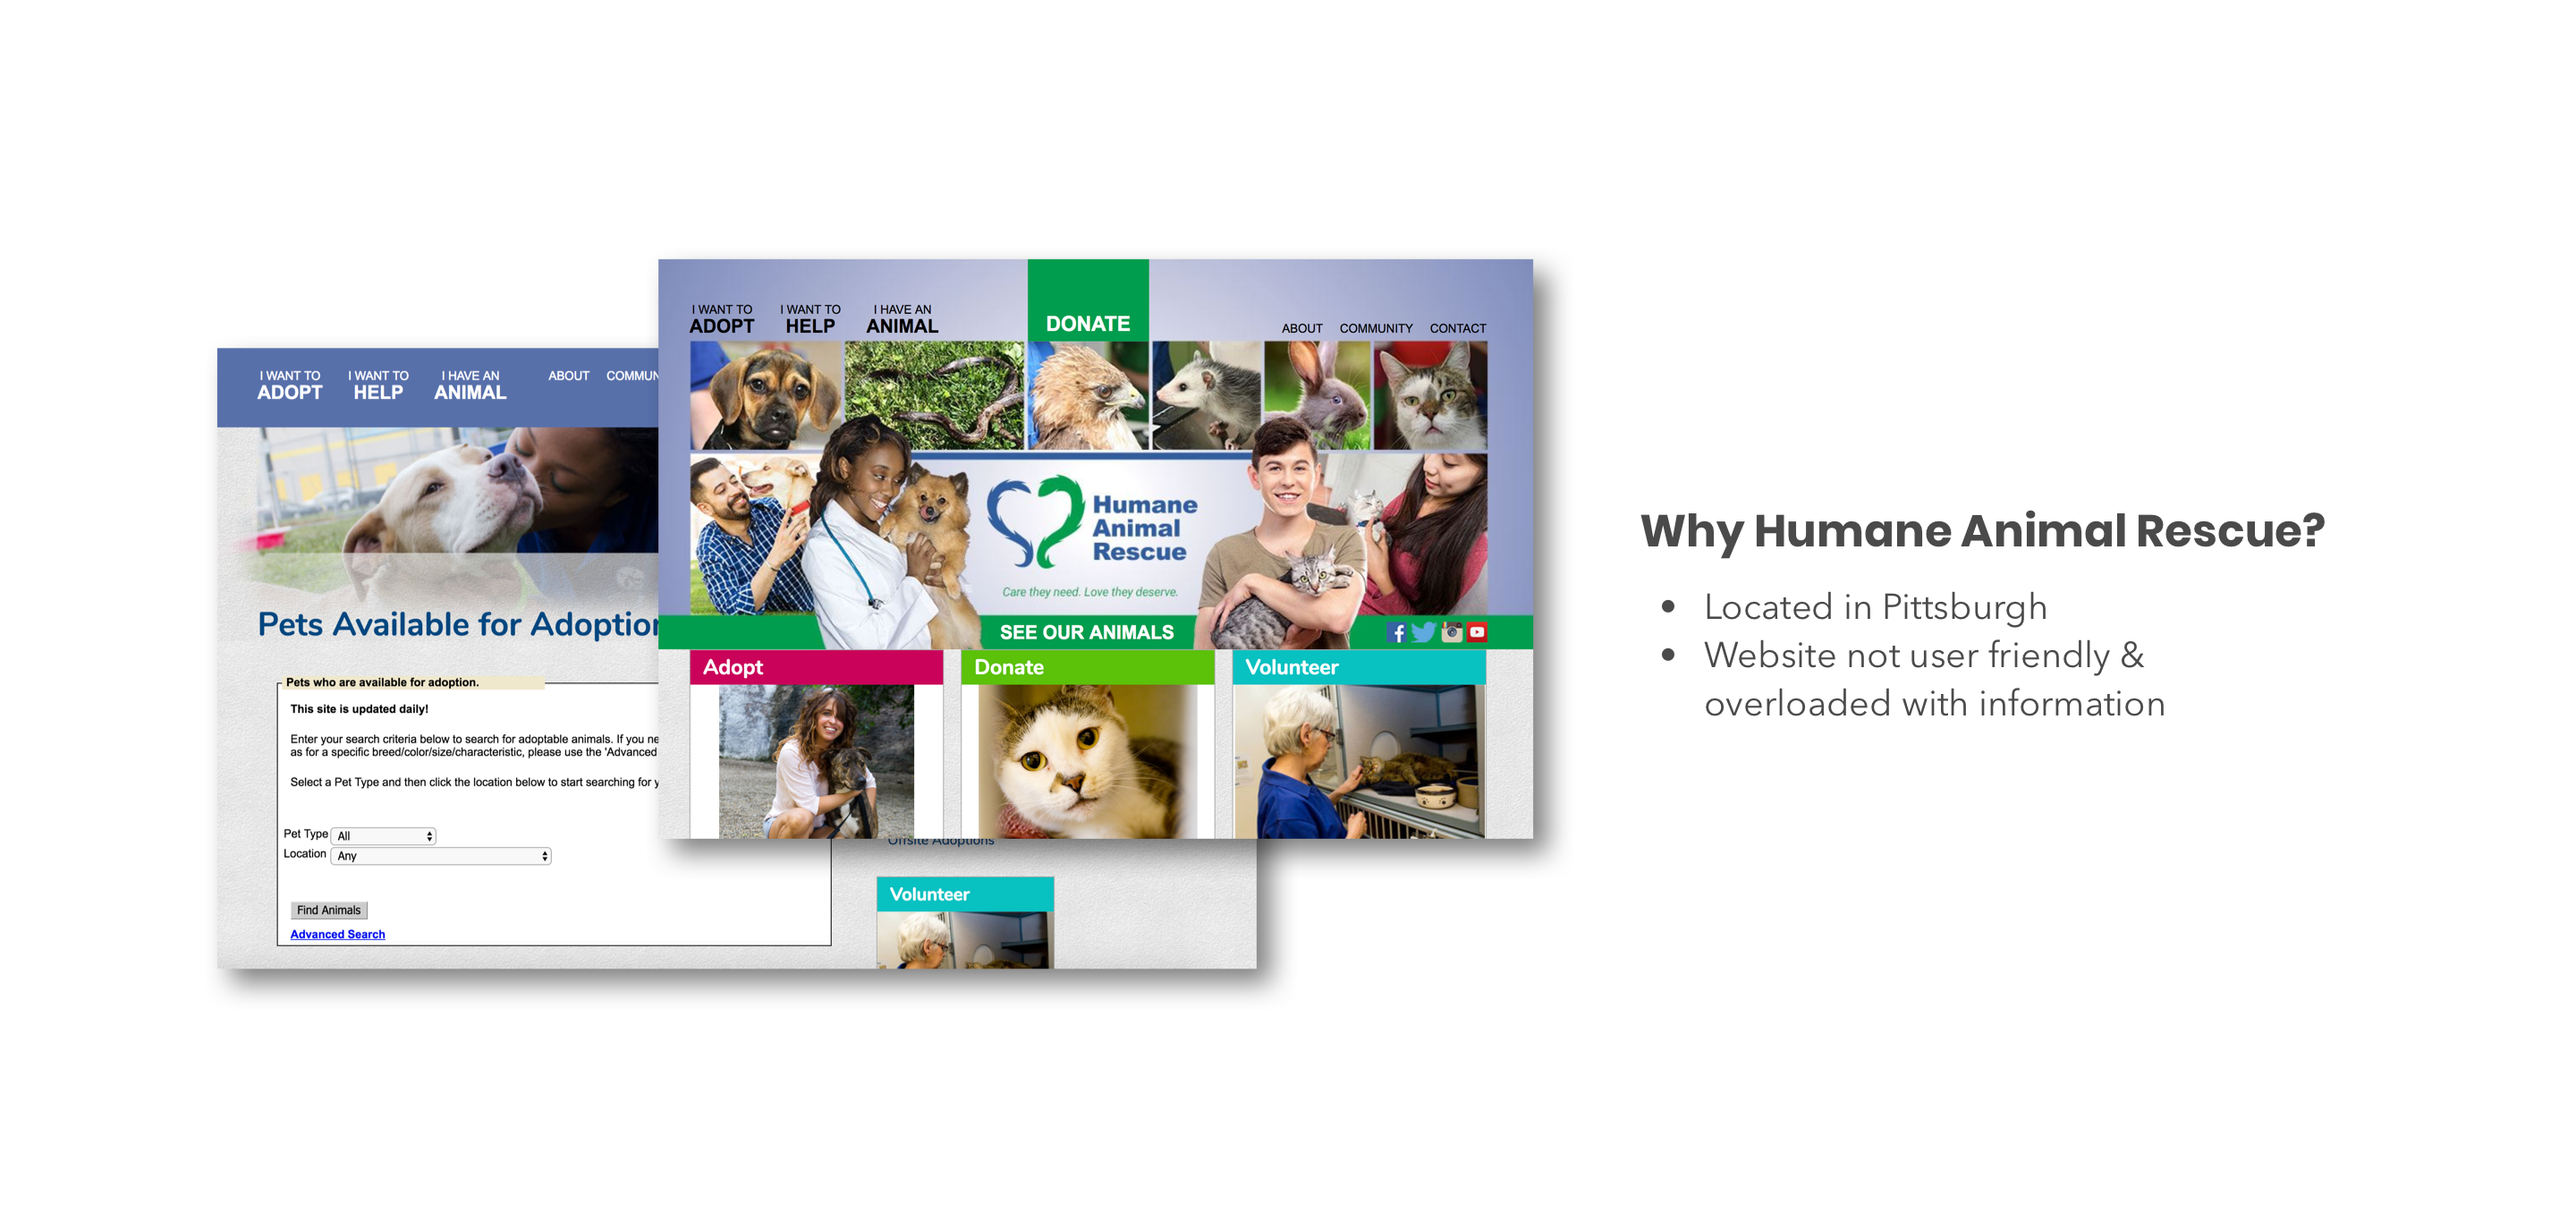 I WANT TO ADOPT
I WANT TO HELP
I HAVE AN ANIMAL
ABOUT
Pets Available for Adoption
Pets who are available for adoption.
This site is updated daily!
Enter your search criteria below to search for adoptable animals. If you
as for a specific breed/color/size/characteristic, please use the 'Advanced
Select a Pet Type and then click the location below to start searching for
Pet Type All
Location Any
Find Animals
Advanced Search
Offsite Adoptions
Volunteer
I WANT TO ADOPT
I WANT TO HELP
I HAVE AN ANIMAL
DONATE
ABOUT COMMUNITY CONTACT
Humane
Animal
Rescue
Care they need. Love they deserve.
SEE OUR ANIMALS
Adopt
Donate
Volunteer
Why Humane Animal Rescue?
• Located in Pittsburgh
• Website not user friendly &
overloaded with information